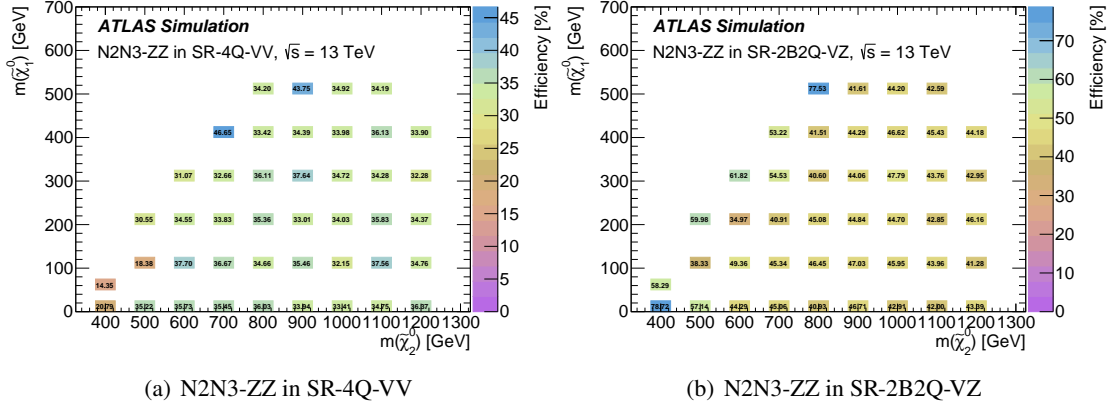 ATLAS Simulation
N2N3-ZZ in SR-4Q-VV, √s = 13 TeV
m(χ̃⁰₁) [GeV]
700
600
500
400
300
200
100
0
34.20 43.75 34.92 34.19
46.65 33.42 34.39 33.98 36.13 33.90
31.07 32.66 36.11 37.64 34.72 34.28 32.28
30.55 34.55 33.83 35.36 33.01 34.03 35.83 34.37
18.38 37.70 36.67 34.66 35.46 32.15 37.56 34.76
14.35
400 500 600 700 800 900 1000 1100 1200 1300
m(χ̃⁰₂) [GeV]
Efficiency [%]
45
40
35
30
25
20
15
10
5
0
(a) N2N3-ZZ in SR-4Q-VV
ATLAS Simulation
N2N3-ZZ in SR-2B2Q-VZ, √s = 13 TeV
m(χ̃⁰₁) [GeV]
700
600
500
400
300
200
100
0
77.53 41.61 44.20 42.59
53.22 41.51 44.29 46.62 45.43 44.18
61.82 54.53 40.60 44.06 47.79 43.76 42.95
59.98 34.97 40.91 45.08 44.84 44.70 42.85 46.16
38.33 49.36 45.34 46.45 47.03 45.95 43.96 41.28
58.29
400 500 600 700 800 900 1000 1100 1200 1300
m(χ̃⁰₂) [GeV]
Efficiency [%]
70
60
50
40
30
20
10
0
(b) N2N3-ZZ in SR-2B2Q-VZ